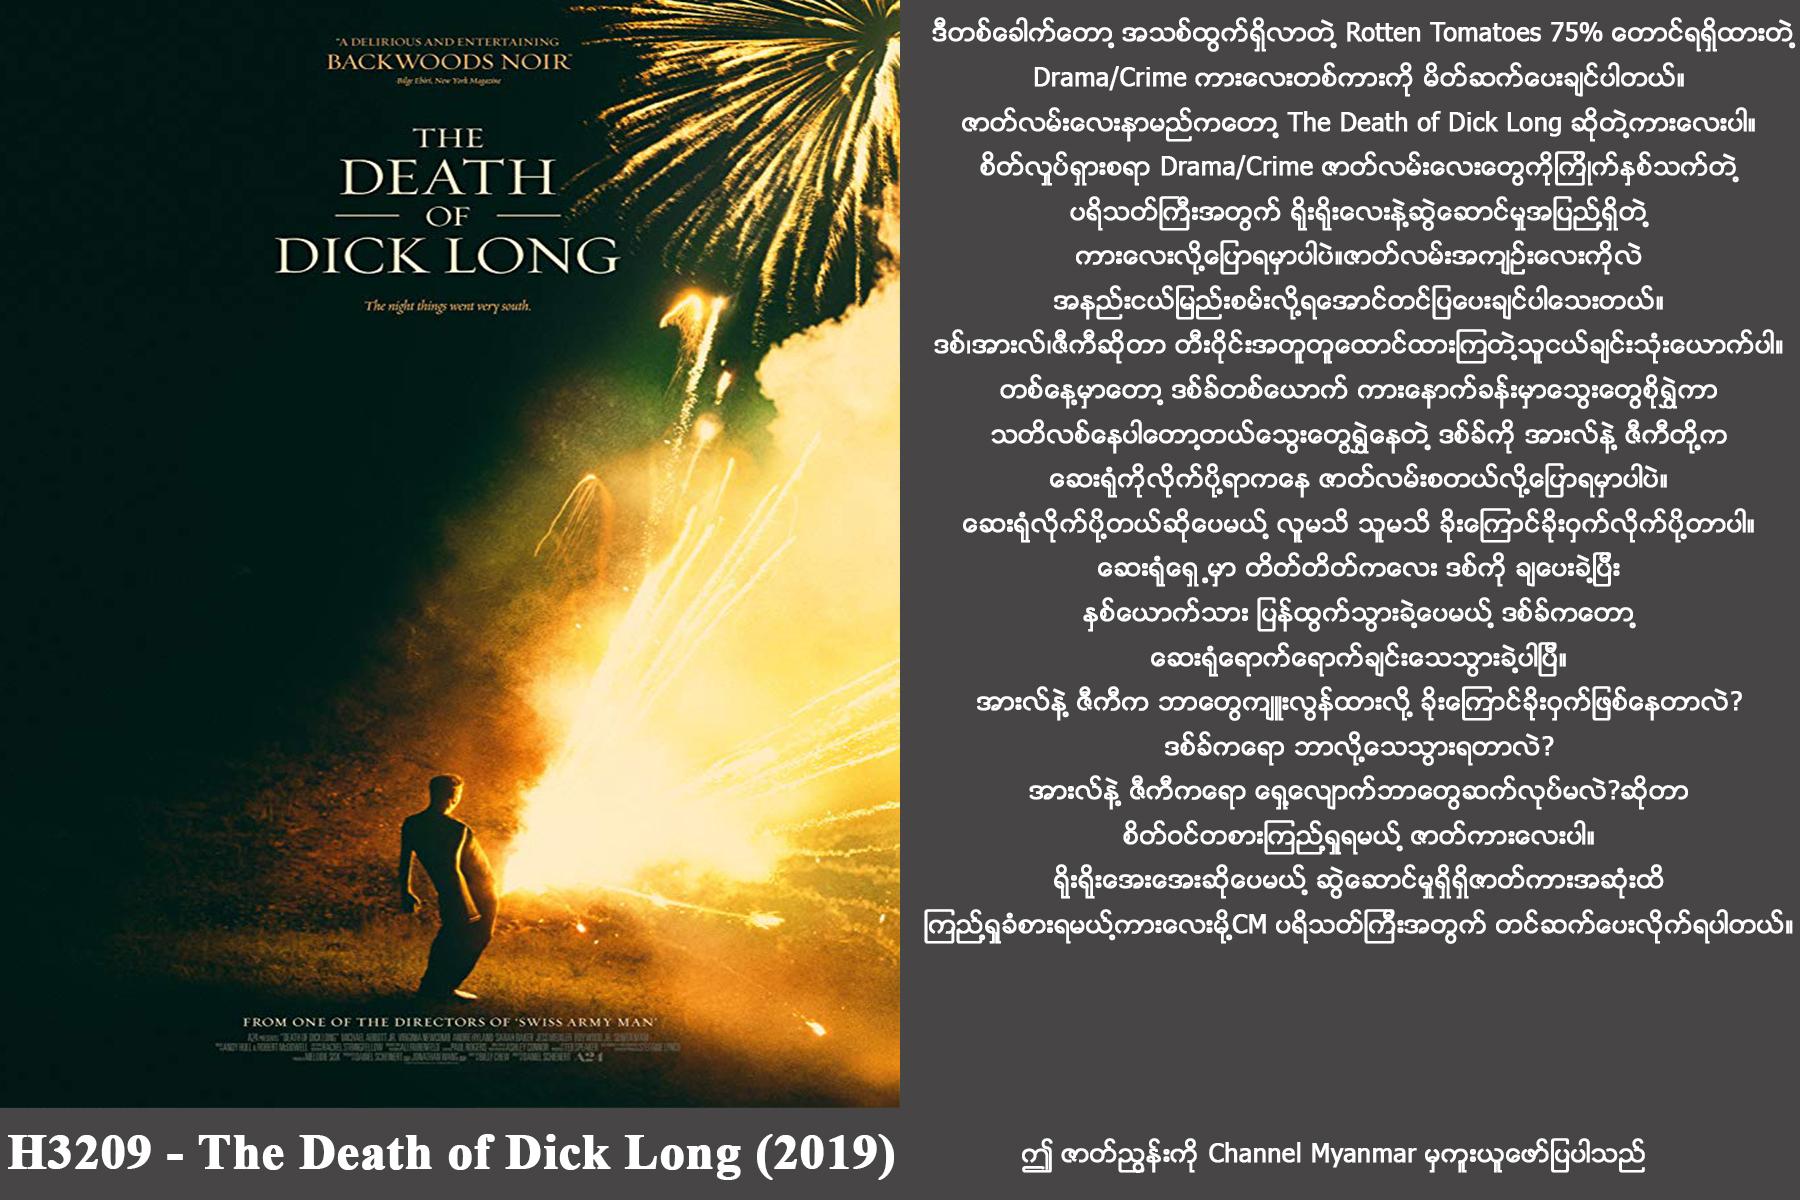 "A DELIRIOUS AND ENTERTAINING
BACKWOODS NOIR"
-Bilge Ebiri, New York Magazine
THE
DEATH
OF
DICK LONG
The night things went very south.
FROM ONE OF THE DIRECTORS OF 'SWISS ARMY MAN'
A24
H3209 - The Death of Dick Long (2019)
ဒီတစ်ခေါက်တော့ အသစ်ထွက်ရှိလာတဲ့ Rotten Tomatoes 75% တောင်ရရှိထားတဲ့
Drama/Crime ကားလေးတစ်ကားကို မိတ်ဆက်ပေးချင်ပါတယ်။
ဇာတ်လမ်းလေးနာမည်ကတော့ The Death of Dick Long ဆိုတဲ့ကားလေးပါ။
စိတ်လှုပ်ရှားစရာ Drama/Crime ဇာတ်လမ်းလေးတွေကိုကြိုက်နှစ်သက်တဲ့
ပရိသတ်ကြီးအတွက် ရိုးရိုးလေးနဲ့ဆွဲဆောင်မှုအပြည့်ရှိတဲ့
ကားလေးလို့ပြောရမှာပါပဲ။ဇာတ်လမ်းအကျဉ်းလေးကိုလဲ
အနည်းငယ်မြည်းစမ်းလို့ရအောင်တင်ပြပေးချင်ပါသေးတယ်။
ဒစ်၊အားလ်၊ဇီကီဆိုတာ တီးဝိုင်းအတူတူထောင်ထားကြတဲ့သူငယ်ချင်းသုံးယောက်ပါ။
တစ်နေ့မှာတော့ ဒစ်ခ်တစ်ယောက် ကားနောက်ခန်းမှာသွေးတွေစိုရွှဲကာ
သတိလစ်နေပါတော့တယ်သွေးတွေရွှဲနေတဲ့ ဒစ်ခ်ကို အားလ်နဲ့ ဇီကီတို့က
ဆေးရုံကိုလိုက်ပို့ရာကနေ ဇာတ်လမ်းစတယ်လို့ပြောရမှာပါပဲ။
ဆေးရုံလိုက်ပို့တယ်ဆိုပေမယ့် လူမသိ သူမသိ ခိုးကြောင်ခိုးဝှက်လိုက်ပို့တာပါ။
ဆေးရုံရှေ့မှာ တိတ်တိတ်ကလေး ဒစ်ကို ချပေးခဲ့ပြီး
နှစ်ယောက်သား ပြန်ထွက်သွားခဲ့ပေမယ့် ဒစ်ခ်ကတော့
ဆေးရုံရောက်ရောက်ချင်းသေသွားခဲ့ပါပြီ။
အားလ်နဲ့ ဇီကီက ဘာတွေကျူးလွန်ထားလို့ ခိုးကြောင်ခိုးဝှက်ဖြစ်နေတာလဲ?
ဒစ်ခ်ကရော ဘာလို့သေသွားရတာလဲ?
အားလ်နဲ့ ဇီကီကရော ရှေ့လျောက်ဘာတွေဆက်လုပ်မလဲ?ဆိုတာ
စိတ်ဝင်တစားကြည့်ရှုရမယ့် ဇာတ်ကားလေးပါ။
ရိုးရိုးအေးအေးဆိုပေမယ့် ဆွဲဆောင်မှုရှိရှိဇာတ်ကားအဆုံးထိ
ကြည့်ရှုခံစားရမယ့်ကားလေးမို့CM ပရိသတ်ကြီးအတွက် တင်ဆက်ပေးလိုက်ရပါတယ်။
ဤ ဇာတ်ညွှန်းကို Channel Myanmar မှကူးယူဖော်ပြပါသည်